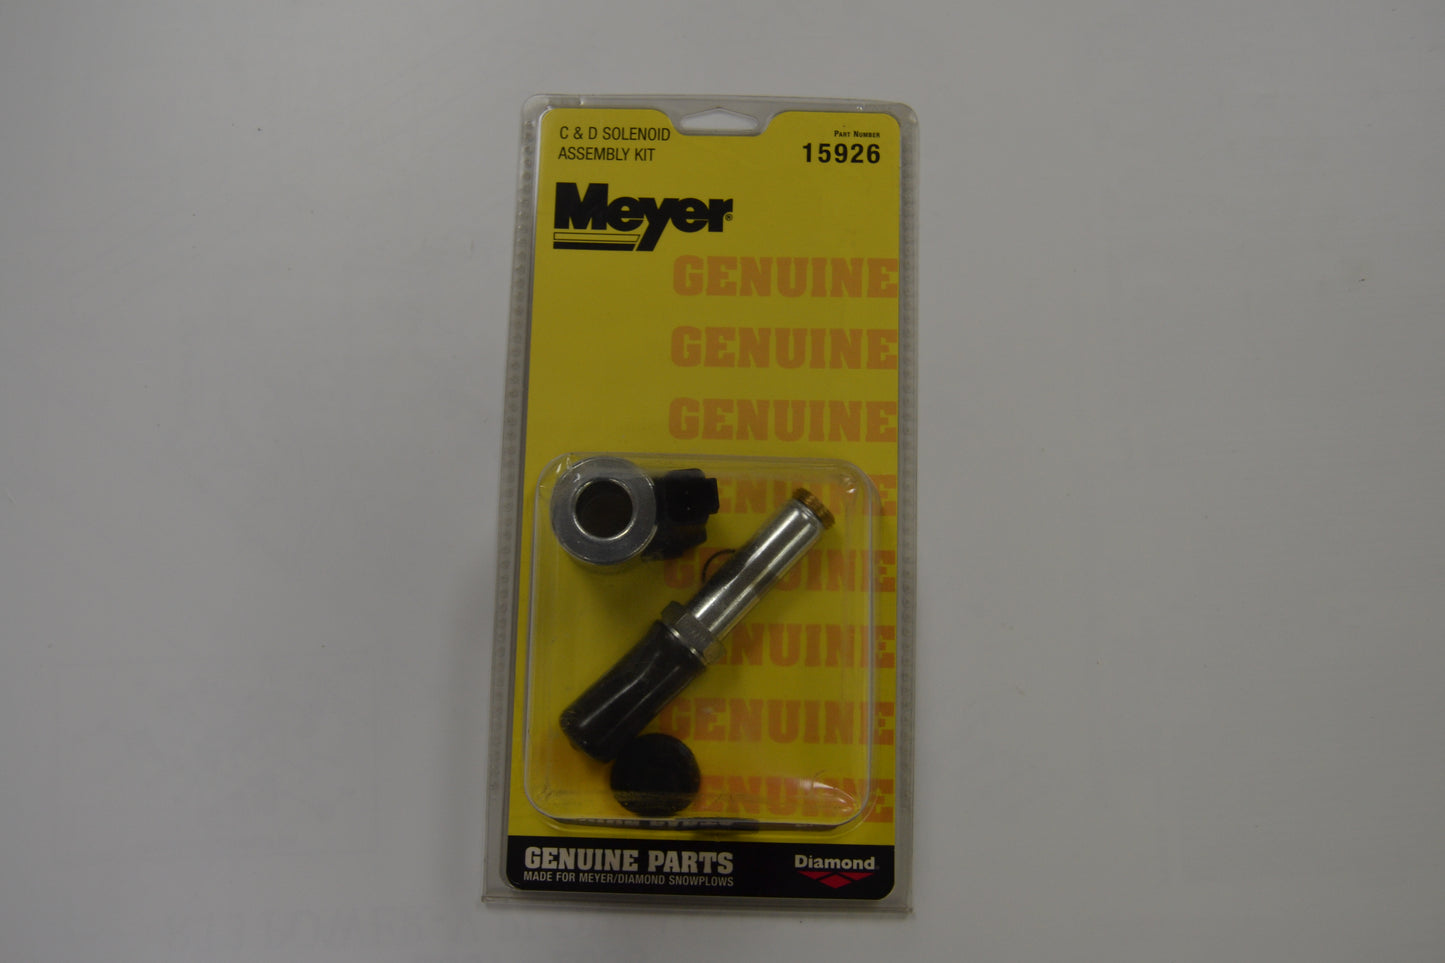 C & D SOLENOID
ASSEMBLY KIT
PART NUMBER
15926
Meyer®
GENUINE
GENUINE
GENUINE
GENUINE
GENUINE
GENUINE
GENUINE
GENUINE
GENUINE PARTS
MADE FOR MEYER/DIAMOND SNOWPLOWS
Diamond